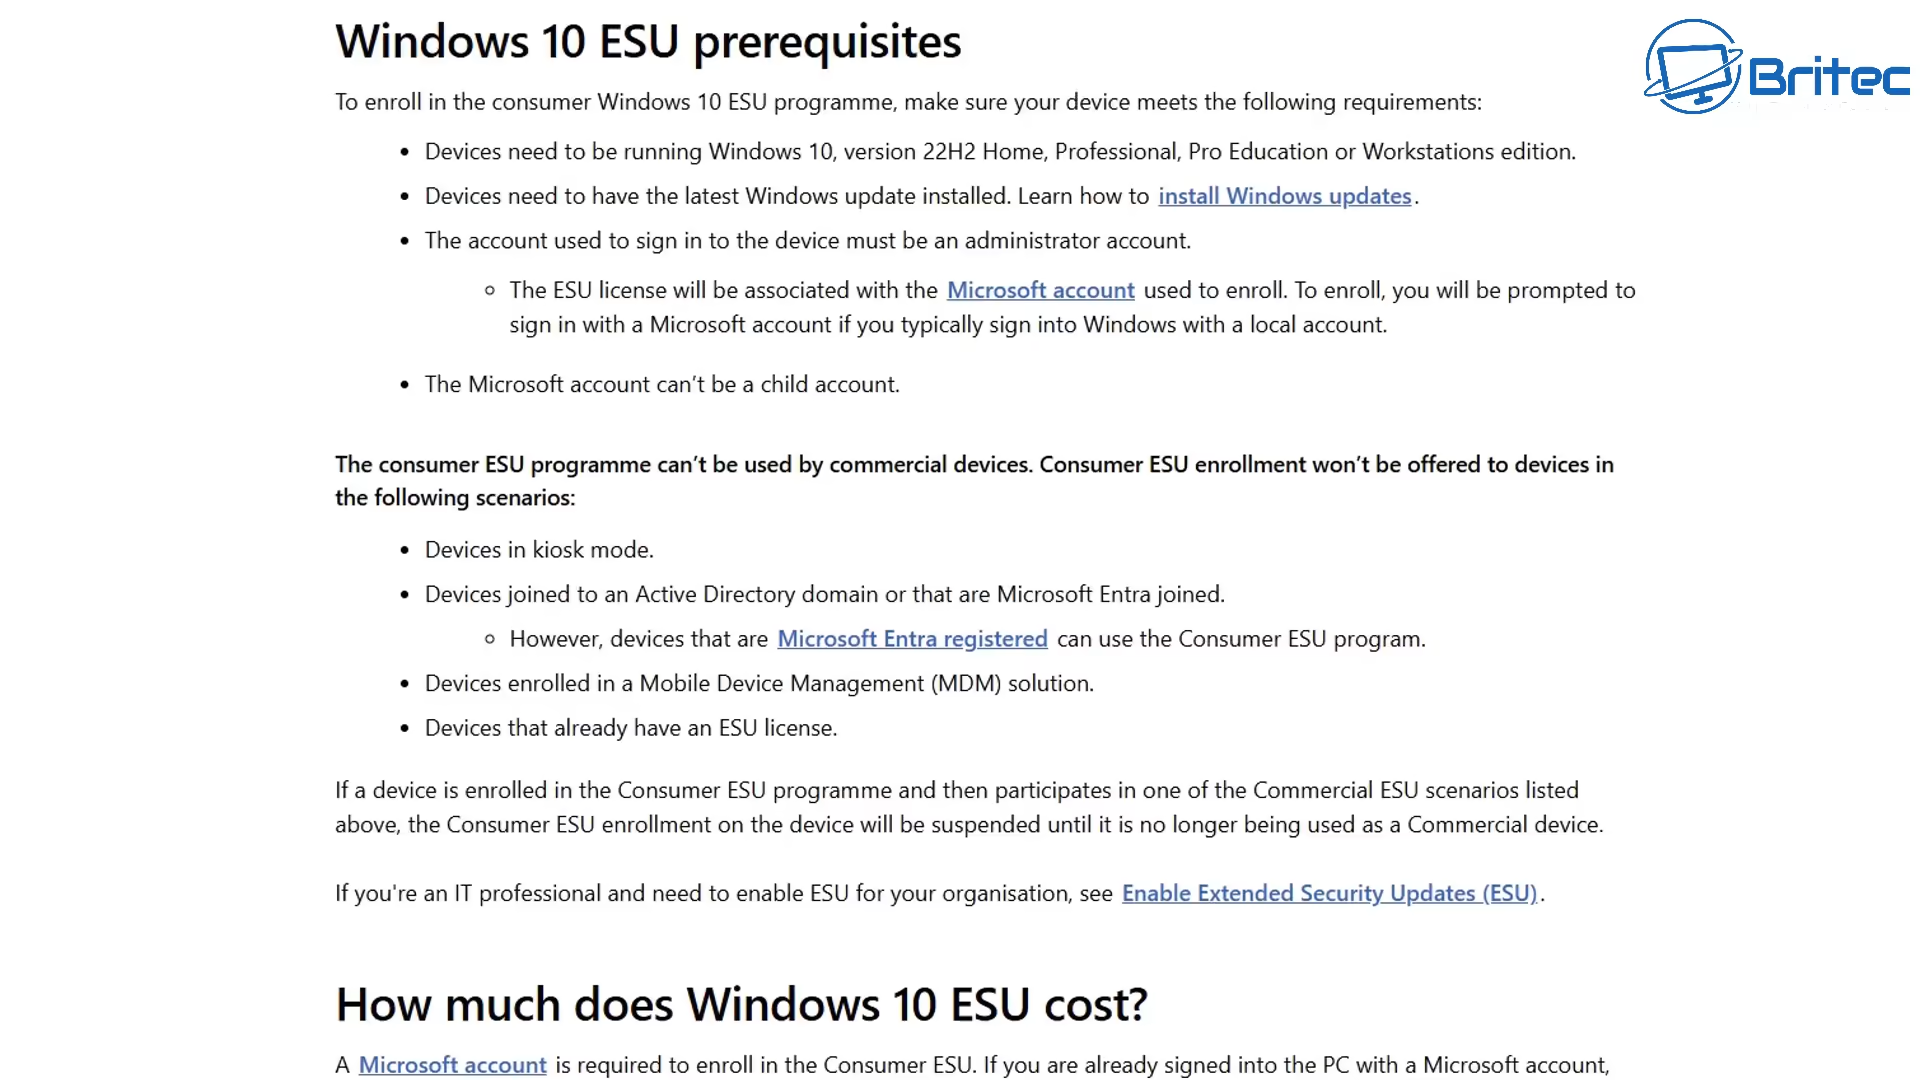 Windows 10 ESU prerequisites
Britec
To enroll in the consumer Windows 10 ESU programme, make sure your device meets the following requirements:
• Devices need to be running Windows 10, version 22H2 Home, Professional, Pro Education or Workstations edition.
• Devices need to have the latest Windows update installed. Learn how to install Windows updates.
• The account used to sign in to the device must be an administrator account.
○ The ESU license will be associated with the Microsoft account used to enroll. To enroll, you will be prompted to
sign in with a Microsoft account if you typically sign into Windows with a local account.
• The Microsoft account can’t be a child account.
The consumer ESU programme can’t be used by commercial devices. Consumer ESU enrollment won’t be offered to devices in
the following scenarios:
• Devices in kiosk mode.
• Devices joined to an Active Directory domain or that are Microsoft Entra joined.
○ However, devices that are Microsoft Entra registered can use the Consumer ESU program.
• Devices enrolled in a Mobile Device Management (MDM) solution.
• Devices that already have an ESU license.
If a device is enrolled in the Consumer ESU programme and then participates in one of the Commercial ESU scenarios listed
above, the Consumer ESU enrollment on the device will be suspended until it is no longer being used as a Commercial device.
If you're an IT professional and need to enable ESU for your organisation, see Enable Extended Security Updates (ESU).
How much does Windows 10 ESU cost?
A Microsoft account is required to enroll in the Consumer ESU. If you are already signed into the PC with a Microsoft account,